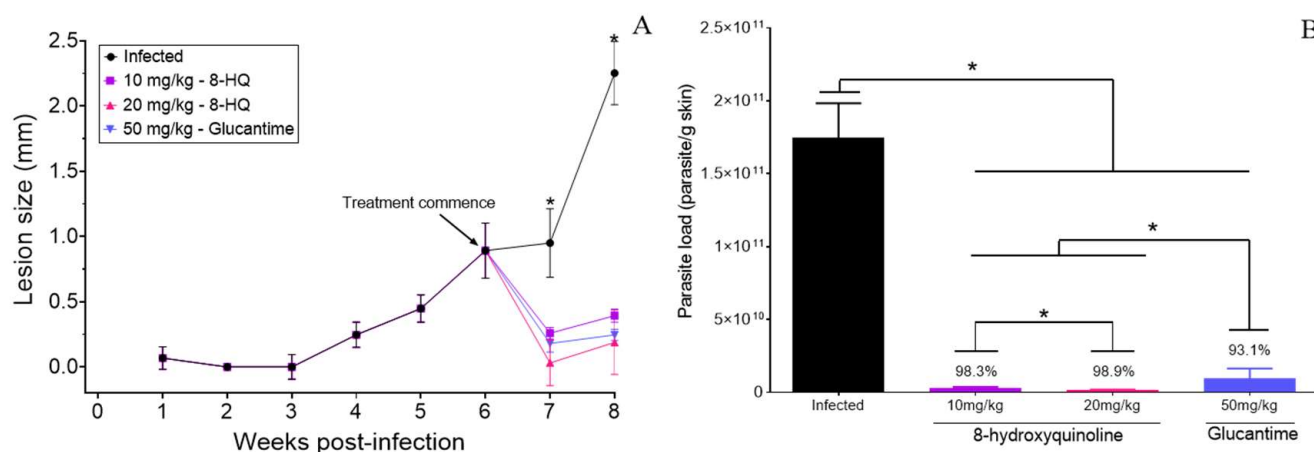 A
2.5
2.0
1.5
1.0
0.5
0.0
Lesion size (mm)
Infected
10 mg/kg - 8-HQ
20 mg/kg - 8-HQ
50 mg/kg - Glucantime
Treatment commence
*
*
0 1 2 3 4 5 6 7 8
Weeks post-infection
B
2.5×10¹¹
2×10¹¹
1.5×10¹¹
1×10¹¹
5×10¹⁰
0
Parasite load (parasite/g skin)
*
*
*
98.3%
98.9%
93.1%
Infected 10mg/kg 20mg/kg 50mg/kg
8-hydroxyquinoline Glucantime